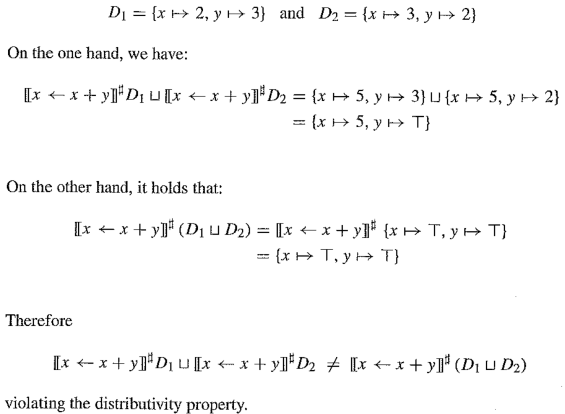 D₁ = {x ↦ 2, y ↦ 3} and D₂ = {x ↦ 3, y ↦ 2}
On the one hand, we have:
⟦x ← x + y⟧♯ D₁ ⊔ ⟦x ← x + y⟧♯ D₂ = {x ↦ 5, y ↦ 3} ⊔ {x ↦ 5, y ↦ 2}
= {x ↦ 5, y ↦ ⊤}
On the other hand, it holds that:
⟦x ← x + y⟧♯ (D₁ ⊔ D₂) = ⟦x ← x + y⟧♯ {x ↦ ⊤, y ↦ ⊤}
= {x ↦ ⊤, y ↦ ⊤}
Therefore
⟦x ← x + y⟧♯ D₁ ⊔ ⟦x ← x + y⟧♯ D₂ ≠ ⟦x ← x + y⟧♯ (D₁ ⊔ D₂)
violating the distributivity property.